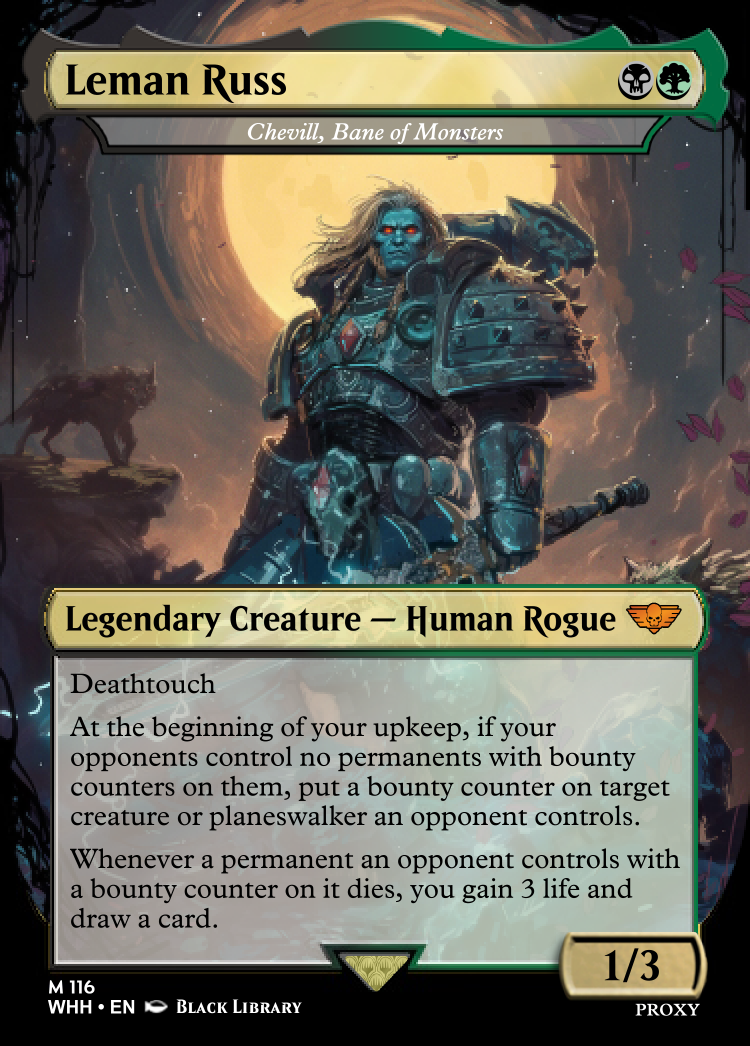 Leman Russ
Chevill, Bane of Monsters
Legendary Creature — Human Rogue
Deathtouch
At the beginning of your upkeep, if your
opponents control no permanents with bounty
counters on them, put a bounty counter on target
creature or planeswalker an opponent controls.
Whenever a permanent an opponent controls with
a bounty counter on it dies, you gain 3 life and
draw a card.
1/3
M 116
WHH • EN BLACK LIBRARY
PROXY